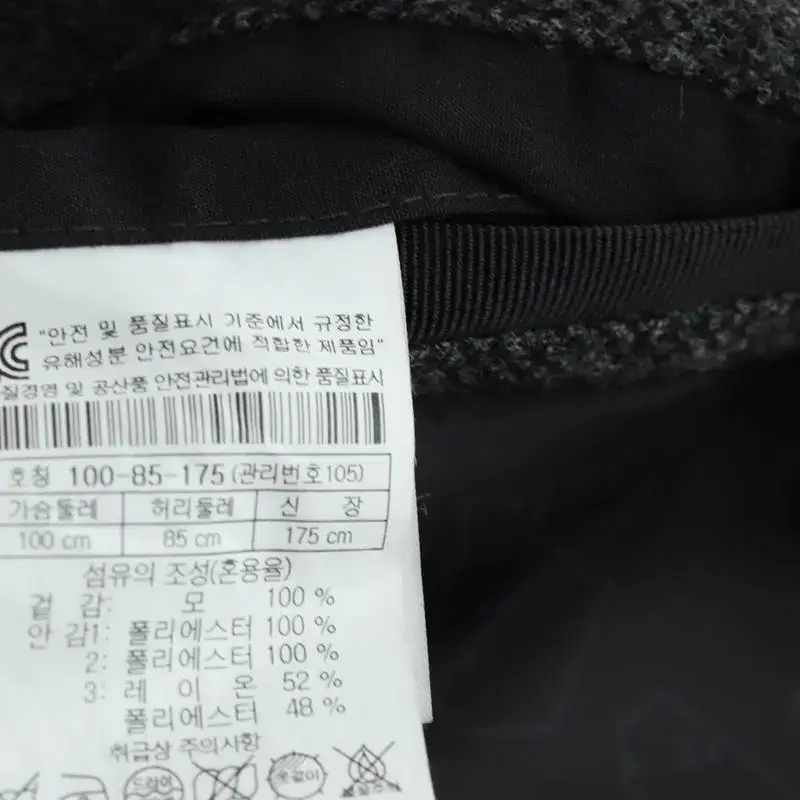 "안전 및 품질표시 기준에서 규정한
유해성분 안전요건에 적합한 제품임"
질경영 및 공산품 안전관리법에 의한 품질표시
호칭 100-85-175 (관리번호105)
가슴둘레 허리둘레 신 장
100 cm 85 cm 175 cm
섬유의 조성(혼용율)
겉 감: 모 100 %
안 감1: 폴리에스터 100 %
2: 폴리에스터 100 %
3: 레 이 온 52 %
폴리에스터 48 %
취급상 주의사항
드라이 옷걸이